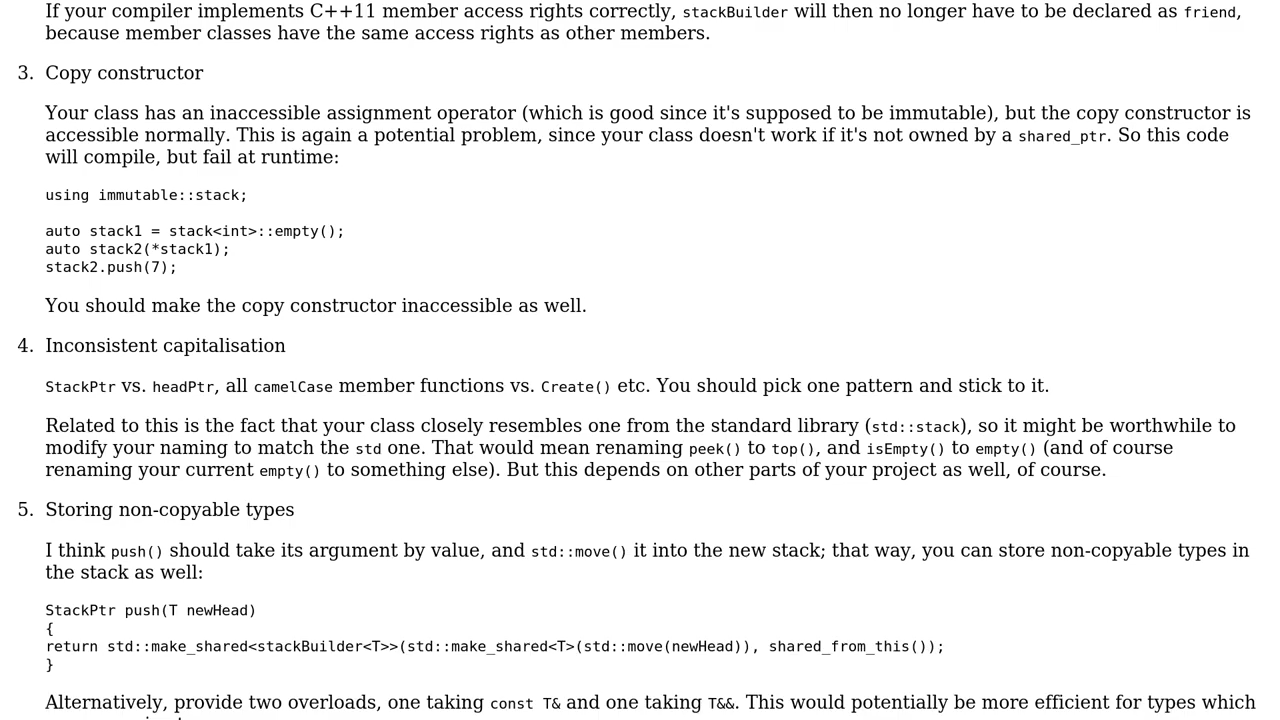 If your compiler implements C++11 member access rights correctly, stackBuilder will then no longer have to be declared as friend,
because member classes have the same access rights as other members.
3. Copy constructor
Your class has an inaccessible assignment operator (which is good since it's supposed to be immutable), but the copy constructor is
accessible normally. This is again a potential problem, since your class doesn't work if it's not owned by a shared_ptr. So this code
will compile, but fail at runtime:
using immutable::stack;
auto stack1 = stack<int>::empty();
auto stack2(*stack1);
stack2.push(7);
You should make the copy constructor inaccessible as well.
4. Inconsistent capitalisation
StackPtr vs. headPtr, all camelCase member functions vs. Create() etc. You should pick one pattern and stick to it.
Related to this is the fact that your class closely resembles one from the standard library (std::stack), so it might be worthwhile to
modify your naming to match the std one. That would mean renaming peek() to top(), and isEmpty() to empty() (and of course
renaming your current empty() to something else). But this depends on other parts of your project as well, of course.
5. Storing non-copyable types
I think push() should take its argument by value, and std::move() it into the new stack; that way, you can store non-copyable types in
the stack as well:
StackPtr push(T newHead)
{
return std::make_shared<stackBuilder<T>>(std::make_shared<T>(std::move(newHead)), shared_from_this());
}
Alternatively, provide two overloads, one taking const T& and one taking T&&. This would potentially be more efficient for types which